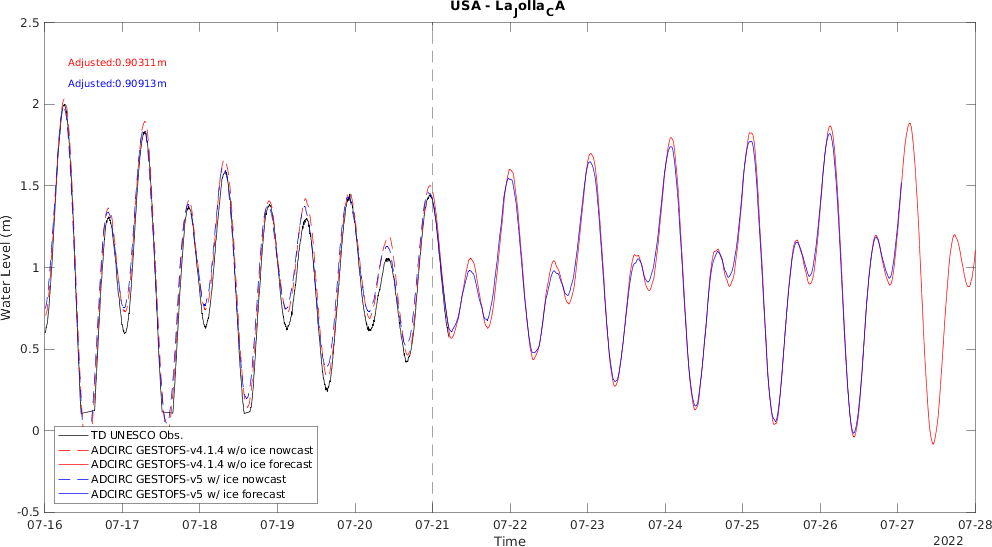 USA - LaJollaCA
Adjusted:0.90311m
Adjusted:0.90913m
Water Level (m)
2.5
2
1.5
1
0.5
0
-0.5
TD UNESCO Obs.
ADCIRC GESTOFS-v4.1.4 w/o ice nowcast
ADCIRC GESTOFS-v4.1.4 w/o ice forecast
ADCIRC GESTOFS-v5 w/ ice nowcast
ADCIRC GESTOFS-v5 w/ ice forecast
07-16 07-17 07-18 07-19 07-20 07-21 07-22 07-23 07-24 07-25 07-26 07-27 07-28
Time
2022